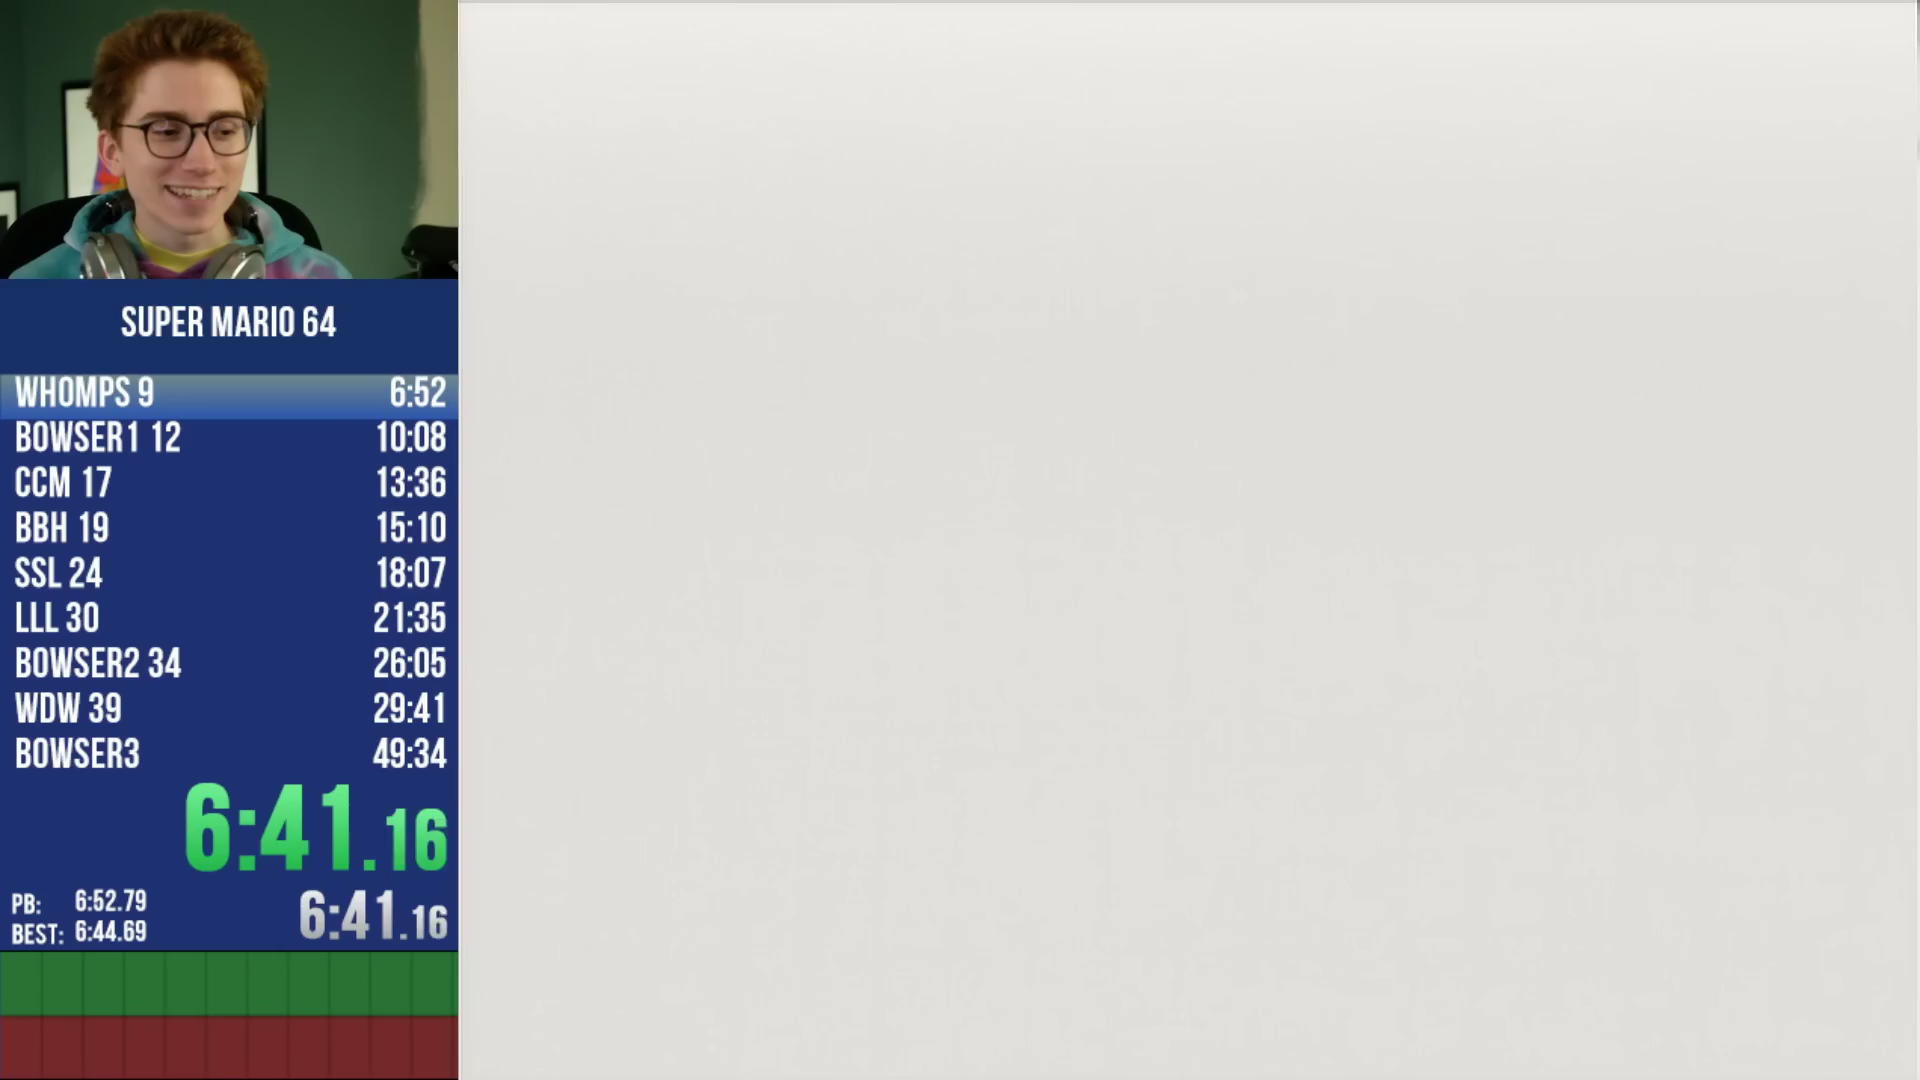 SUPER MARIO 64
WHOMPS 9 6:52
BOWSER1 12 10:08
CCM 17 13:36
BBH 19 15:10
SSL 24 18:07
LLL 30 21:35
BOWSER2 34 26:05
WDW 39 29:41
BOWSER3 49:34
6:41.16
PB: 6:52.79
BEST: 6:44.69
6:41.16